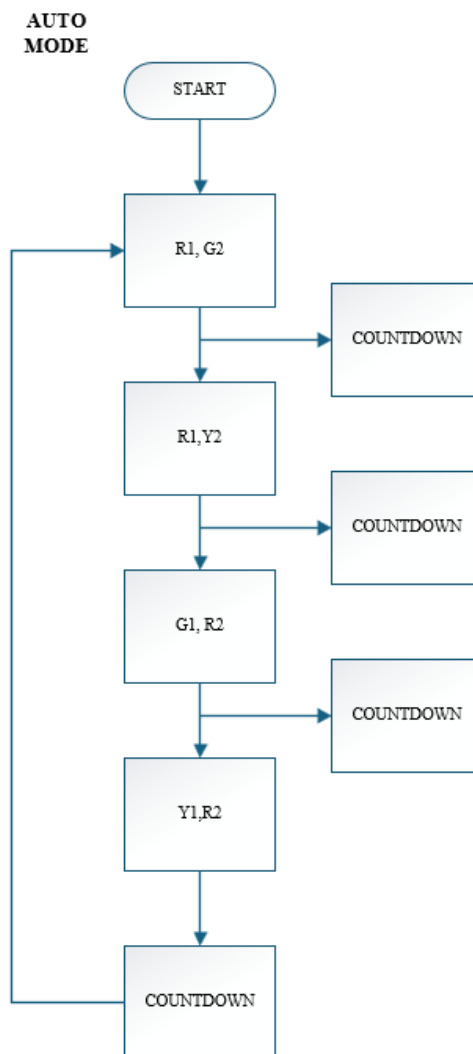 AUTO
MODE
START
R1, G2
COUNTDOWN
R1,Y2
COUNTDOWN
G1, R2
COUNTDOWN
Y1,R2
COUNTDOWN